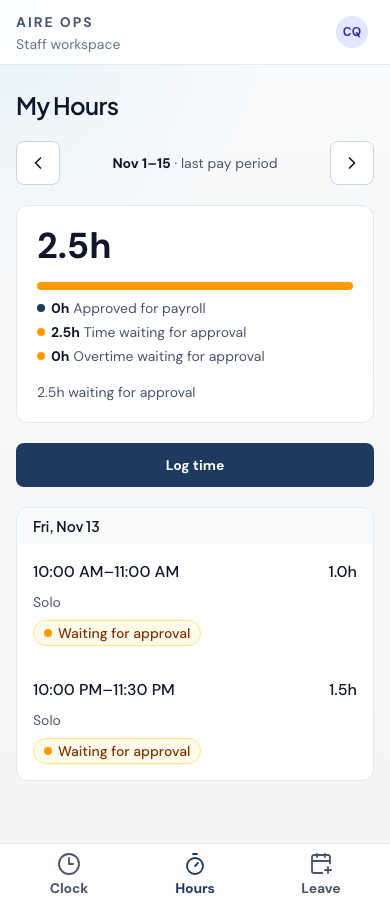 AIRE OPS
Staff workspace
CQ
My Hours
Nov 1–15 · last pay period
2.5h
0h Approved for payroll
2.5h Time waiting for approval
0h Overtime waiting for approval
2.5h waiting for approval
Log time
Fri, Nov 13
10:00 AM–11:00 AM 1.0h
Solo
Waiting for approval
10:00 PM–11:30 PM 1.5h
Solo
Waiting for approval
Clock Hours Leave